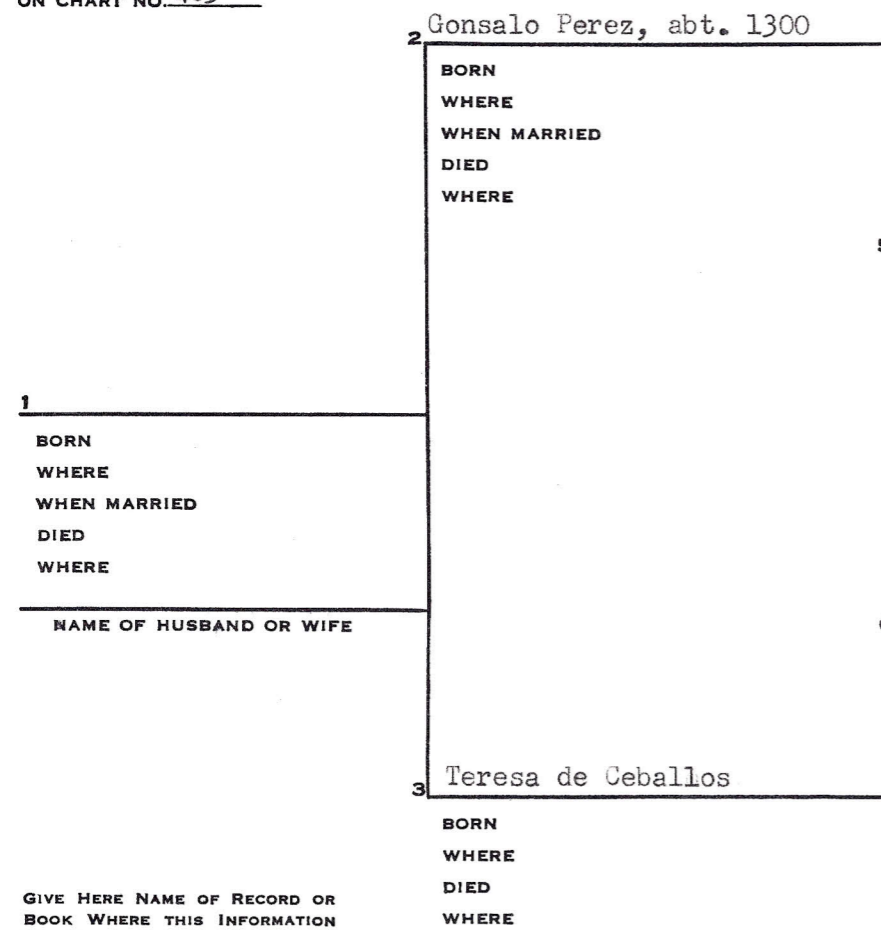 ON CHART NO.
2 Gonsalo Perez, abt. 1300
BORN
WHERE
WHEN MARRIED
DIED
WHERE
1
BORN
WHERE
WHEN MARRIED
DIED
WHERE
NAME OF HUSBAND OR WIFE
3 Teresa de Ceballos
BORN
WHERE
DIED
WHERE
GIVE HERE NAME OF RECORD OR
BOOK WHERE THIS INFORMATION